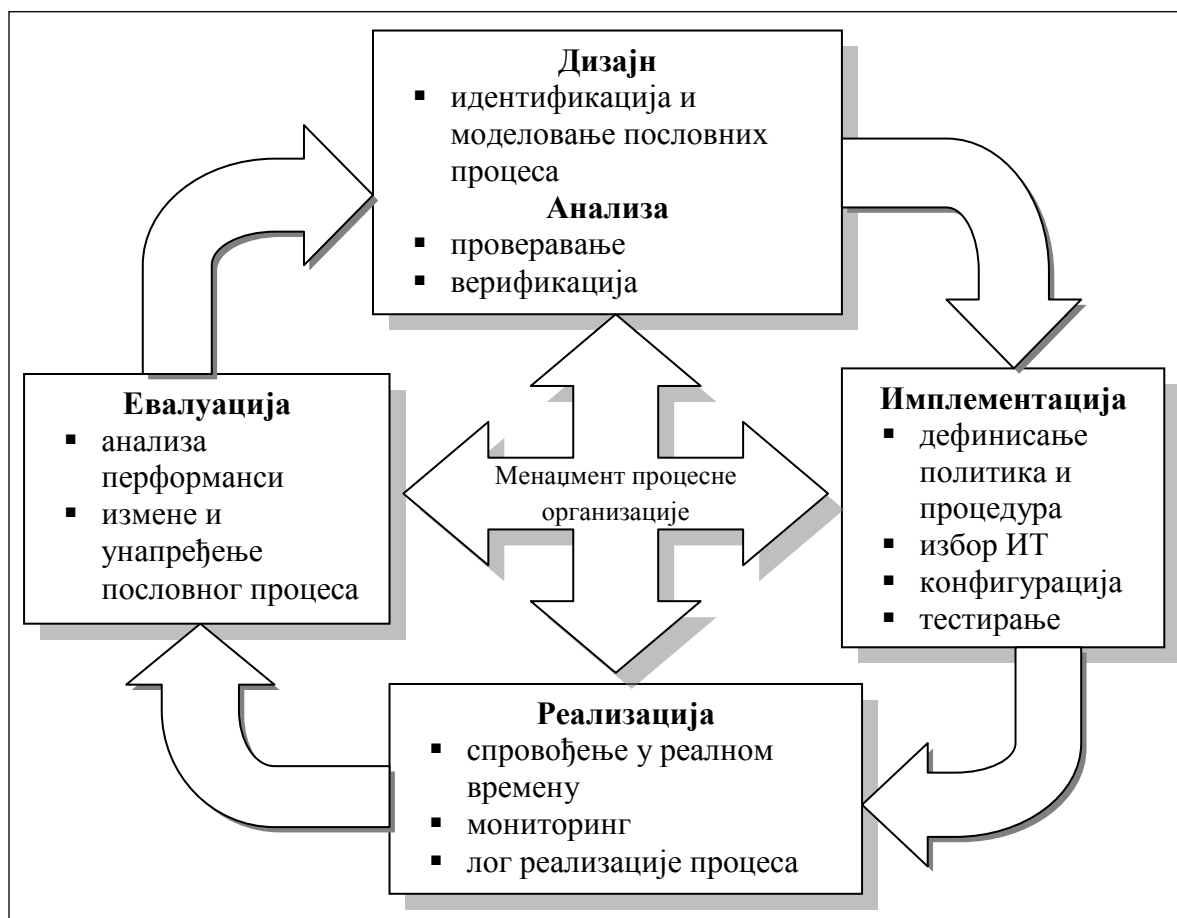 Дизајн
▪ идентификација и
моделовање пословних
процеса
Анализа
▪ проверавање
▪ верификација
Евалуација
▪ анализа
перформанси
▪ измене и
унапређење
пословног процеса
Менаџмент процесне
организације
Имплементација
▪ дефинисање
политика и
процедура
▪ избор ИТ
▪ конфигурација
▪ тестирање
Реализација
▪ спровођење у реалном
времену
▪ мониторинг
▪ лог реализације процеса